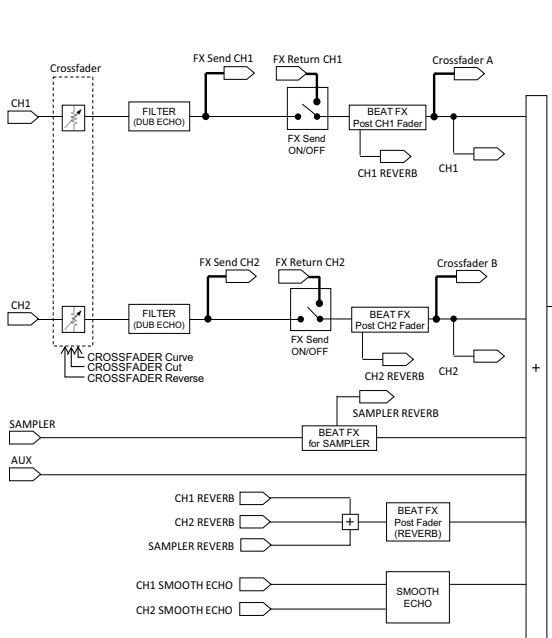 Crossfader
FX Send CH1
FX Return CH1
Crossfader A
CH1
FILTER
(DUB ECHO)
FX Send
ON/OFF
BEAT FX
Post CH1 Fader
CH1 REVERB
CH1
FX Send CH2
FX Return CH2
Crossfader B
CH2
FILTER
(DUB ECHO)
FX Send
ON/OFF
BEAT FX
Post CH2 Fader
CH2 REVERB
CH2
CROSSFADER Curve
CROSSFADER Cut
CROSSFADER Reverse
+
SAMPLER REVERB
SAMPLER
BEAT FX
for SAMPLER
AUX
CH1 REVERB
CH2 REVERB
SAMPLER REVERB
+
BEAT FX
Post Fader
(REVERB)
CH1 SMOOTH ECHO
CH2 SMOOTH ECHO
SMOOTH
ECHO